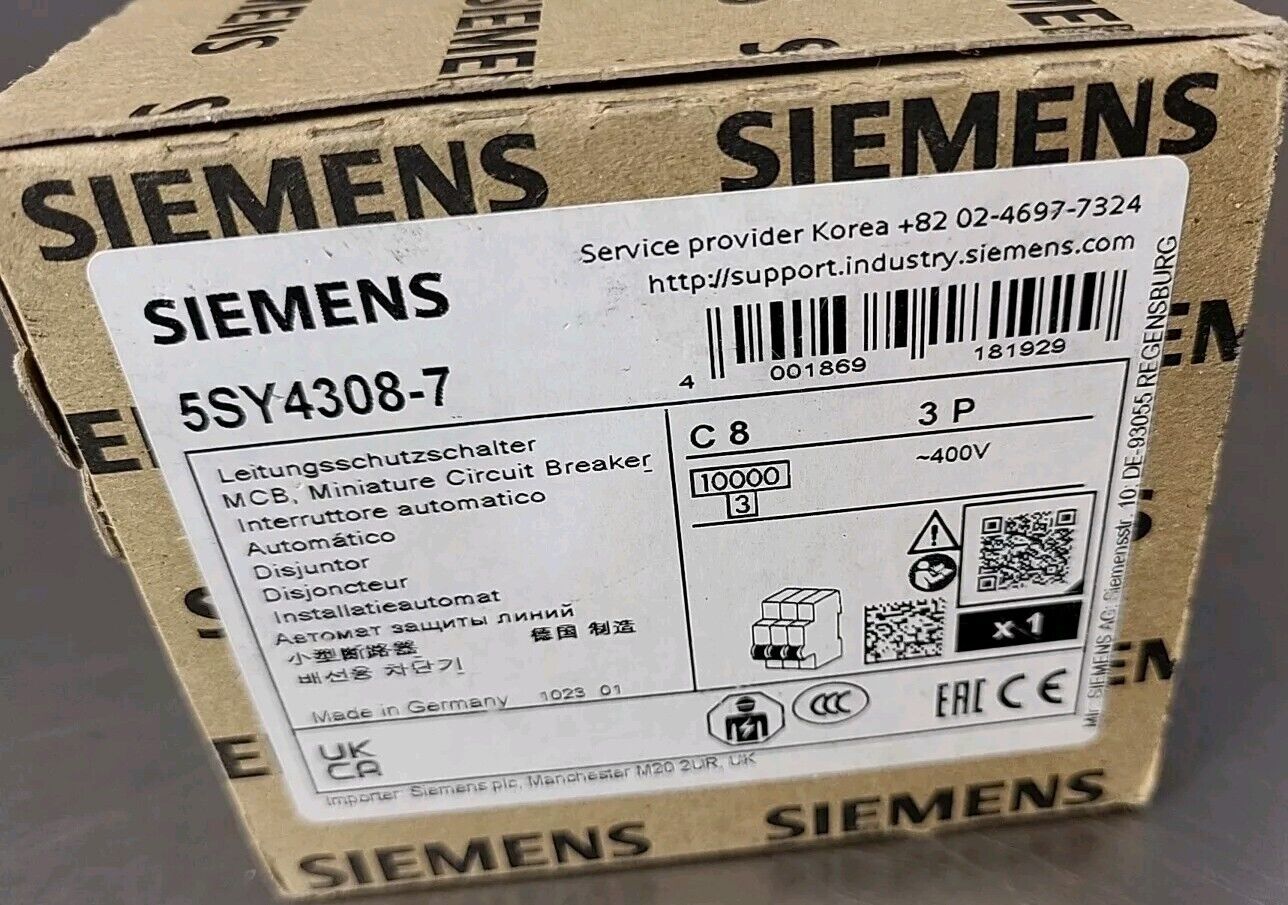 SIEMENS
SIEMENS
SIEMENS
Service provider Korea +82 02-4697-7324
http://support.industry.siemens.com
5SY4308-7
4 001869 181929
Leitungsschutzschalter
MCB, Miniature Circuit Breaker
Interruttore automatico
Automático
Disjuntor
Disjoncteur
Installatieautomat
Автомат защиты линий
小型断路器 德国 制造
배선용 차단기
Made in Germany 1023 01
C 8 3 P
~400V
10000
3
x 1
CCC
EAC CE
UK
CA
Importer: Siemens plc, Manchester M20 2UR, UK
Mfr. SIEMENS AG: Siemensstr. 10: DE-93055 REGENSBURG
SIEMENS
SIEMENS